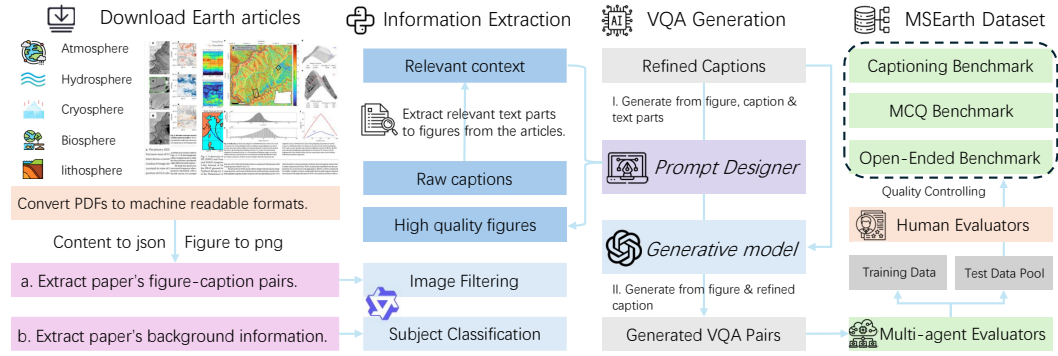 Download Earth articles
Atmosphere
Hydrosphere
Cryosphere
Biosphere
lithosphere
Convert PDFs to machine readable formats.
Content to json
Figure to png
a. Extract paper's figure-caption pairs.
b. Extract paper's background information.
Information Extraction
Relevant context
Extract relevant text parts
to figures from the articles.
Raw captions
High quality figures
Image Filtering
Subject Classification
AI
VQA Generation
Refined Captions
I. Generate from figure, caption &
text parts
Prompt Designer
Generative model
II. Generate from figure & refined
caption
Generated VQA Pairs
MSEarth Dataset
Captioning Benchmark
MCQ Benchmark
Open-Ended Benchmark
Quality Controlling
Human Evaluators
Training Data
Test Data Pool
Multi-agent Evaluators